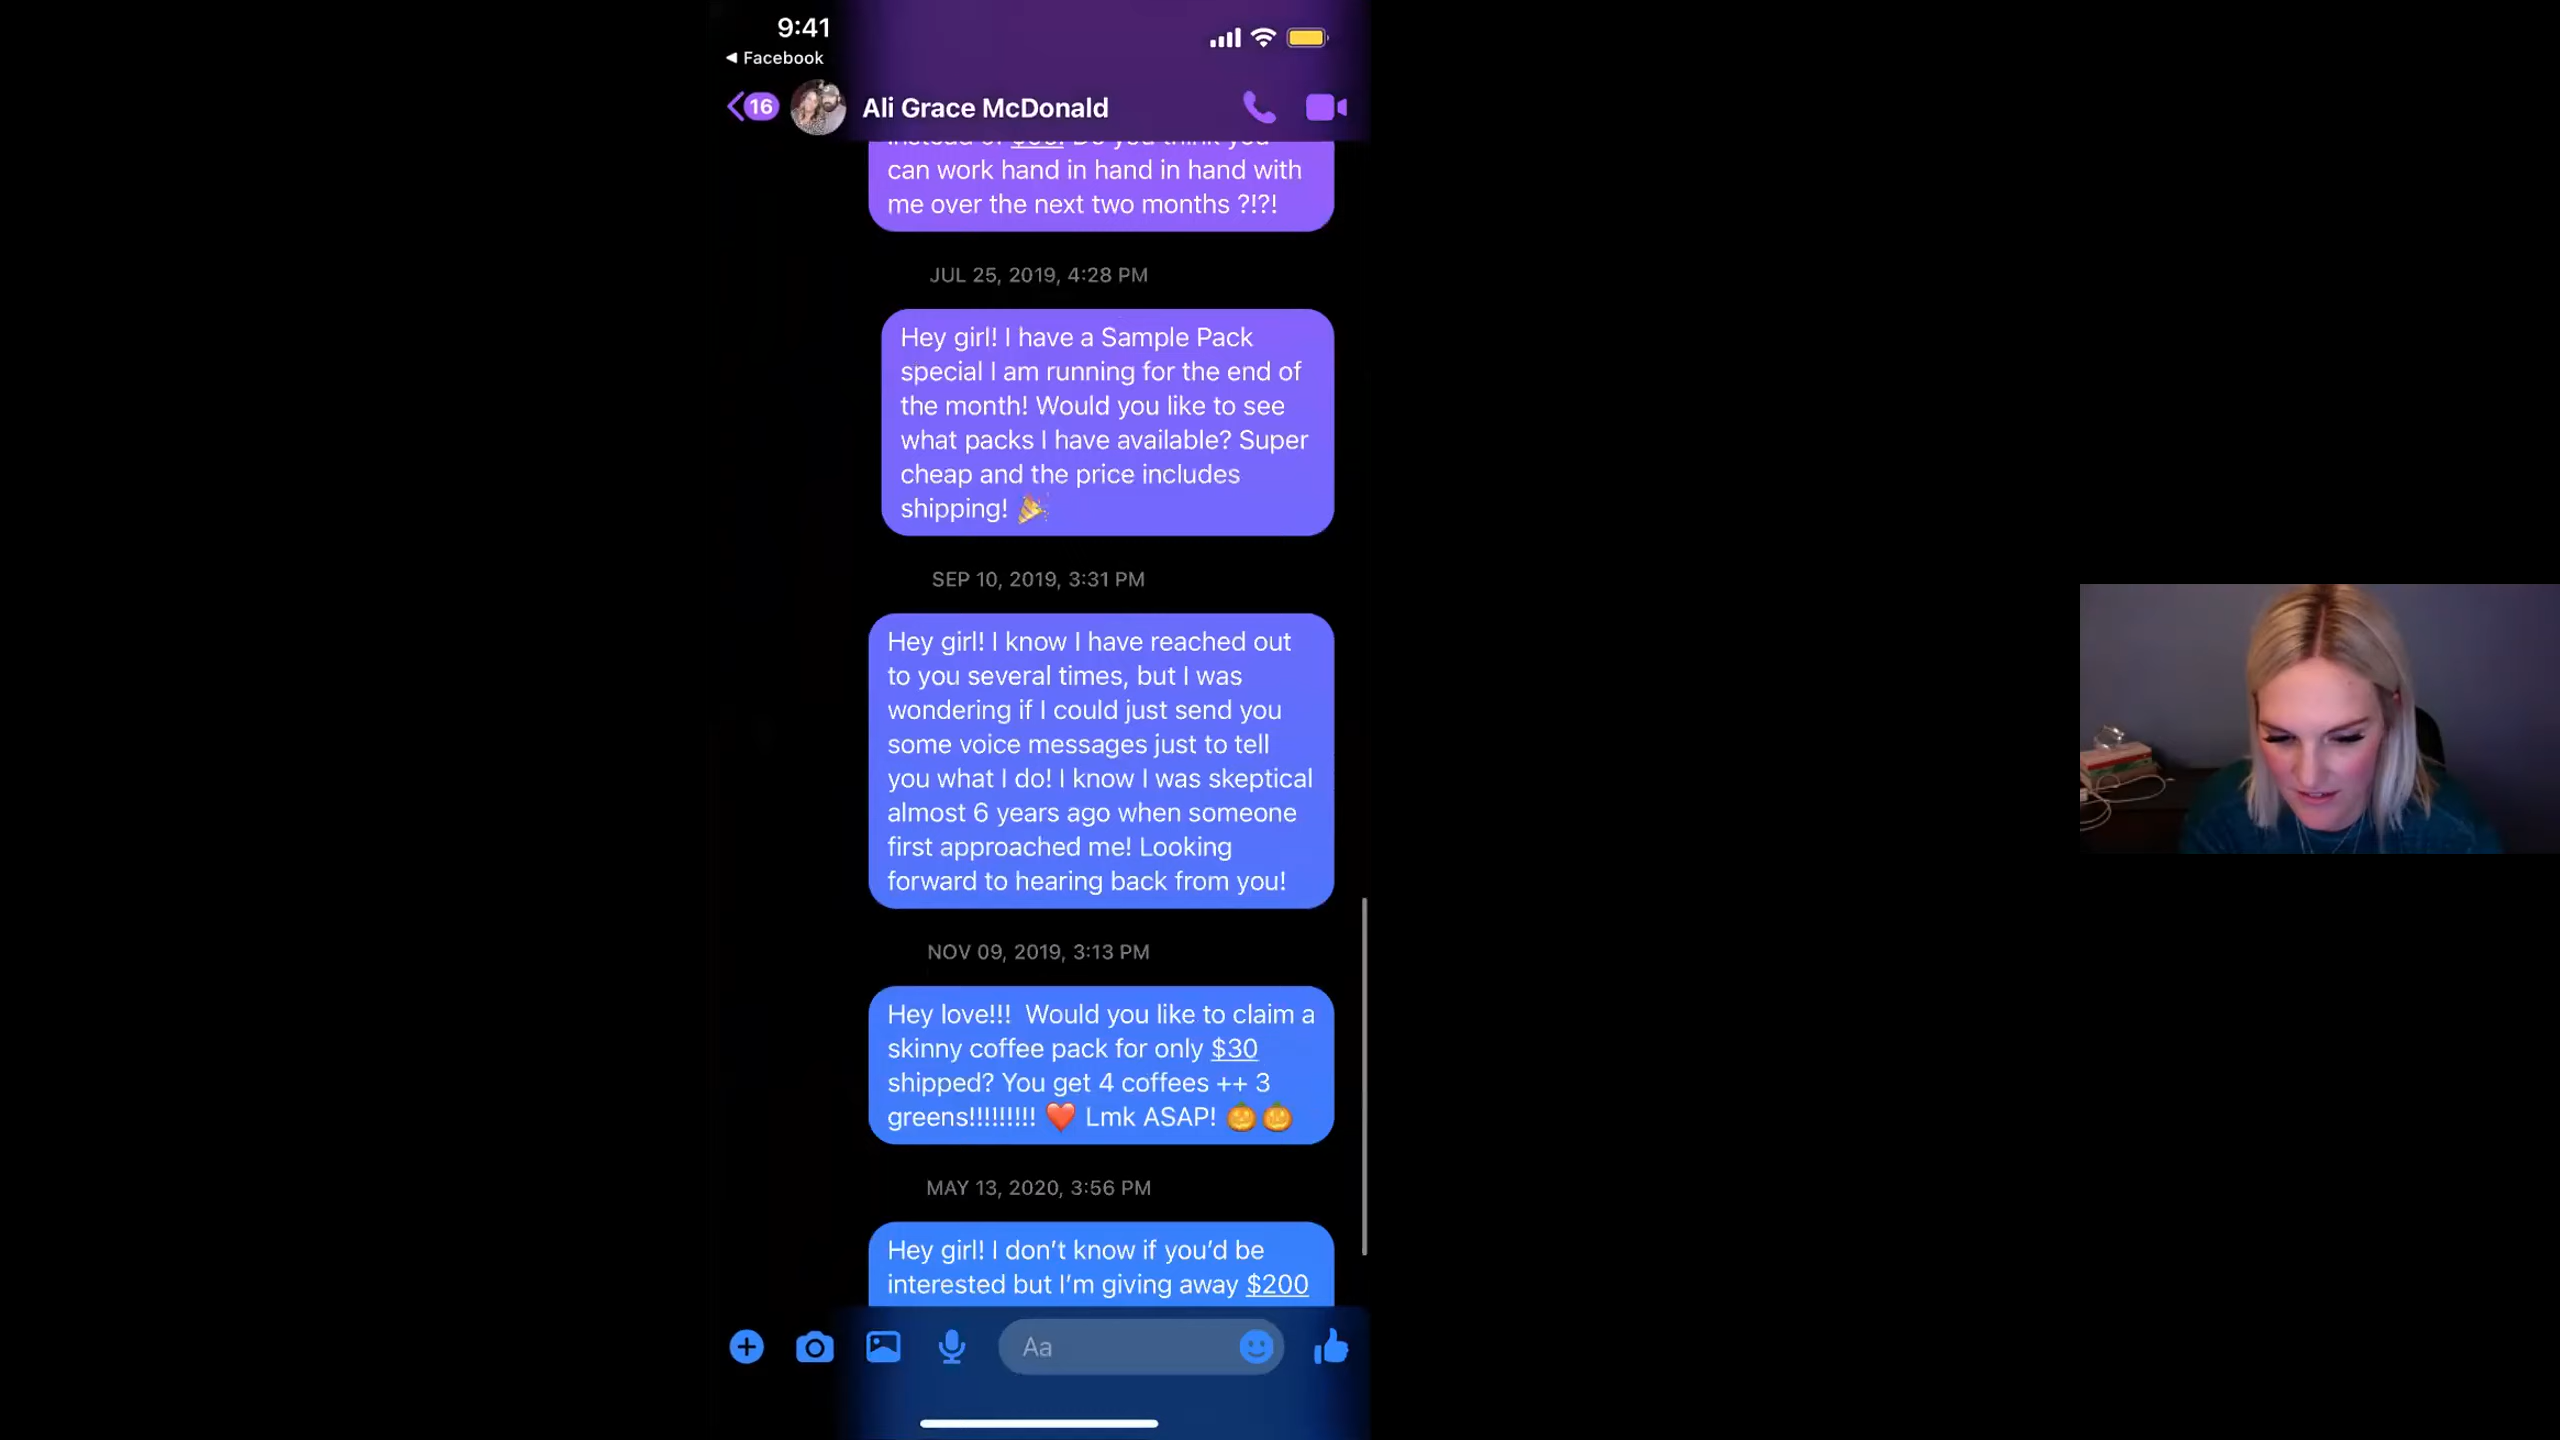 9:41
◀ Facebook
16
Ali Grace McDonald
can work hand in hand in hand with
me over the next two months ?!?!
JUL 25, 2019, 4:28 PM
Hey girl! I have a Sample Pack
special I am running for the end of
the month! Would you like to see
what packs I have available? Super
cheap and the price includes
shipping! 🎉
SEP 10, 2019, 3:31 PM
Hey girl! I know I have reached out
to you several times, but I was
wondering if I could just send you
some voice messages just to tell
you what I do! I know I was skeptical
almost 6 years ago when someone
first approached me! Looking
forward to hearing back from you!
NOV 09, 2019, 3:13 PM
Hey love!!!  Would you like to claim a
skinny coffee pack for only $30
shipped? You get 4 coffees ++ 3
greens!!!!!!!!! ❤️ Lmk ASAP! 🎃🎃
MAY 13, 2020, 3:56 PM
Hey girl! I don’t know if you’d be
interested but I’m giving away $200
Aa